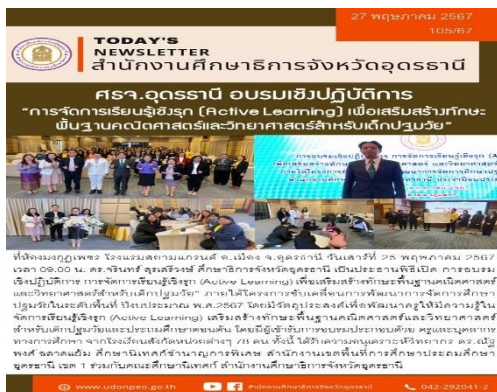 27 พฤษภาคม 2567
105/67
TODAY'S
NEWSLETTER
สำนักงานศึกษาธิการจังหวัดอุดรธานี
ศธจ.อุดรธานี อบรมเชิงปฏิบัติการ
“การจัดการเรียนรู้เชิงรุก (Active Learning) เพื่อเสริมสร้างทักษะ
พื้นฐานคณิตศาสตร์และวิทยาศาสตร์สำหรับเด็กปฐมวัย”
ที่ห้องมงกุฎเพชร โรงแรมสยามแกรนด์ อ.เมือง จ.อุดรธานี วันเสาร์ที่ 25 พฤษภาคม 2567
เวลา 09.00 น. ดร.จรินทร์ สุรเสรีวงษ์ ศึกษาธิการจังหวัดอุดรธานี เป็นประธานพิธีเปิด การอบรม
เชิงปฏิบัติการ การจัดการเรียนรู้เชิงรุก (Active Learning) เพื่อเสริมสร้างทักษะพื้นฐานคณิตศาสตร์
และวิทยาศาสตร์สำหรับเด็กปฐมวัย” ภายใต้โครงการขับเคลื่อนการพัฒนาการจัดการศึกษา
ปฐมวัยในระดับพื้นที่ ปีงบประมาณ พ.ศ.2567 โดยมีวัตถุประสงค์เพื่อพัฒนาครูให้มีความรู้ใน
จัดการเรียนรู้เชิงรุก (Active Learning) เสริมสร้างทักษะพื้นฐานคณิตศาสตร์และวิทยาศาสตร์
สำหรับเด็กปฐมวัยและประถมศึกษาตอนต้น โดยมีผู้เข้ารับการอบรมประกอบด้วย ครูและบุคลากร
ทางการศึกษา จากโรงเรียนสังกัดหน่วยต่างๆ 78 คน ทั้งนี้ ได้รับความอนุเคราะห์วิทยากร ดร.ณัฐ
พงศ์ ฉลาดแย้ม ศึกษานิเทศก์ชำนาญการพิเศษ สำนักงานเขตพื้นที่การศึกษาประถมศึกษา
อุดรธานี เขต 1 ร่วมกับคณะศึกษานิเทศก์ สำนักงานศึกษาธิการจังหวัดอุดรธานี
www.udonpeo.go.th
สำนักงานศึกษาธิการจังหวัดอุดรธานี
042-292041-2